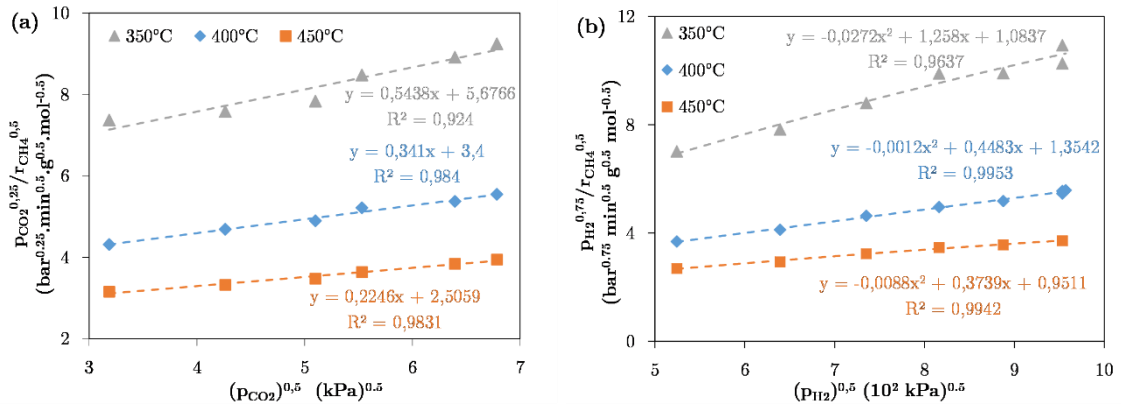 (a)
10
8
6
4
2
3
4
5
6
7
350°C 400°C 450°C
y = 0,5438x + 5,6766
R² = 0,924
y = 0,341x + 3,4
R² = 0,984
y = 0,2246x + 2,5059
R² = 0,9831
p_CO2^0,25/r_CH4^0,5
(bar^0.25.min^0.5.g^0.5.mol^-0.5)
(p_CO2)^0,5 (kPa)^0.5
(b)
12
8
4
0
5
6
7
8
9
10
350°C
400°C
450°C
y = -0,0272x² + 1,258x + 1,0837
R² = 0,9637
y = -0,0012x² + 0,4483x + 1,3542
R² = 0,9953
y = -0,0088x² + 0,3739x + 0,9511
R² = 0,9942
p_H2^0,75/r_CH4^0,5
(bar^0.75 min^0.5 g^0.5 mol^-0.5)
(p_H2)^0,5 (10² kPa)^0.5